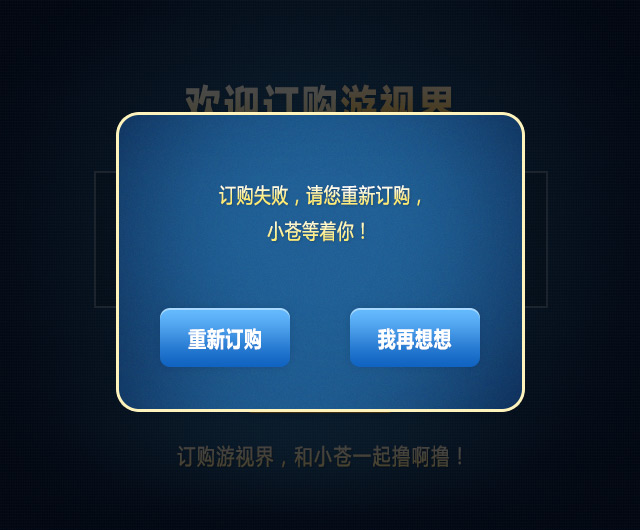 欢迎订购游视界
订购失败，请您重新订购，
小苍等着你！
重新订购
我再想想
订购游视界，和小苍一起撸啊撸！